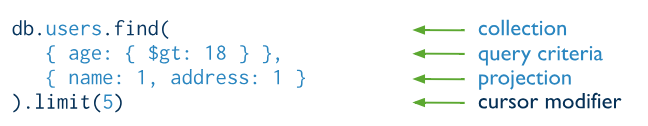 db.users.find( collection
{ age: { $gt: 18 } }, query criteria
{ name: 1, address: 1 } projection
).limit(5) cursor modifier